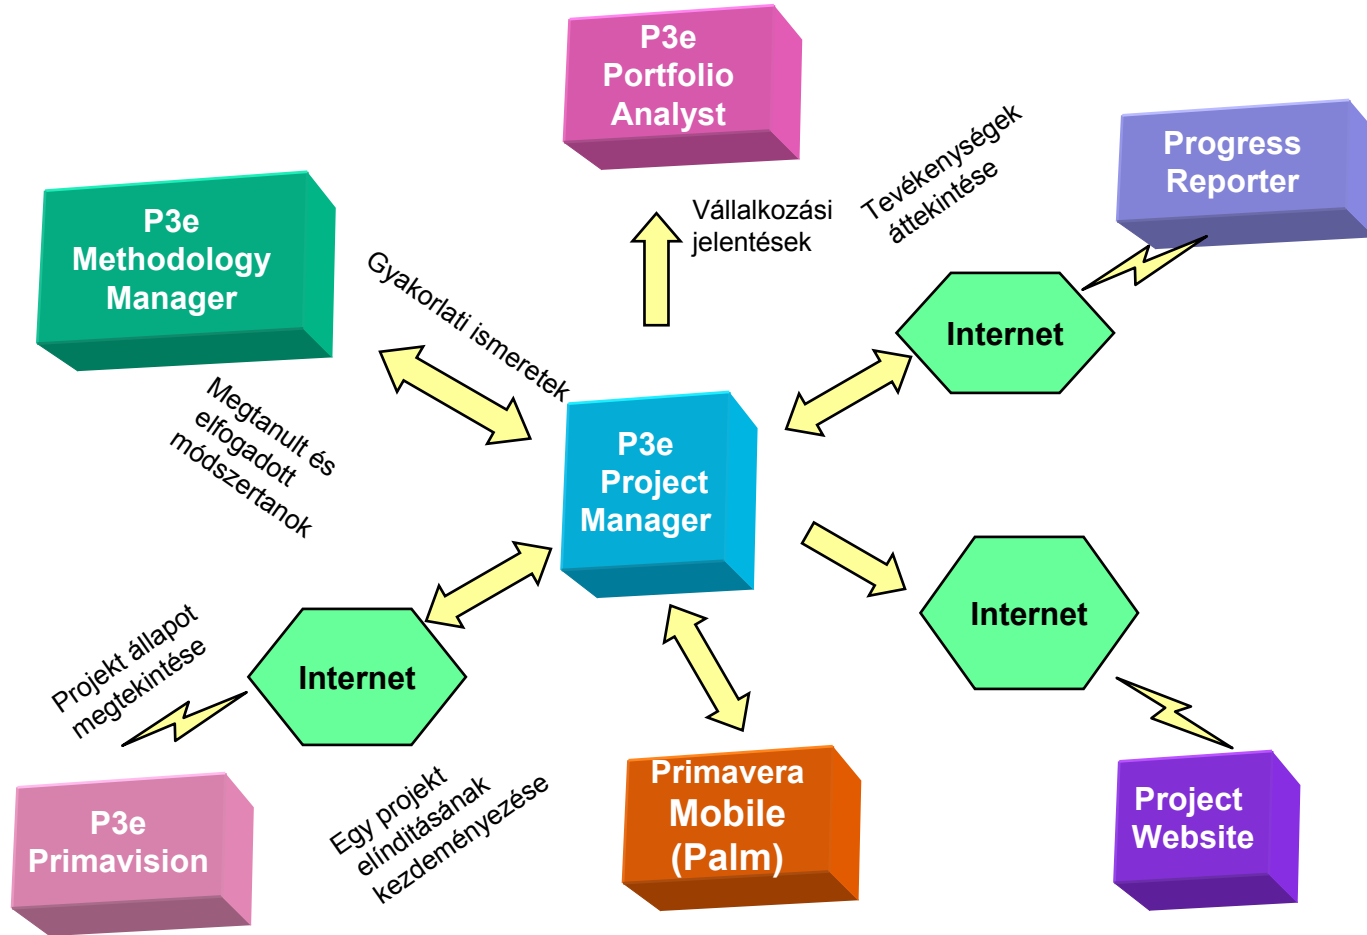 P3e
Portfolio
Analyst
Progress
Reporter
Tevékenységek
áttekintése
Vállalkozási
jelentések
P3e
Methodology
Manager
Gyakorlati ismeretek
Internet
Megtanult és
elfogadott
módszertanok
P3e
Project
Manager
Internet
Projekt állapot
megtekintése
Internet
P3e
Primavision
Egy projekt
elíndításának
kezdeményezése
Primavera
Mobile
(Palm)
Project
Website